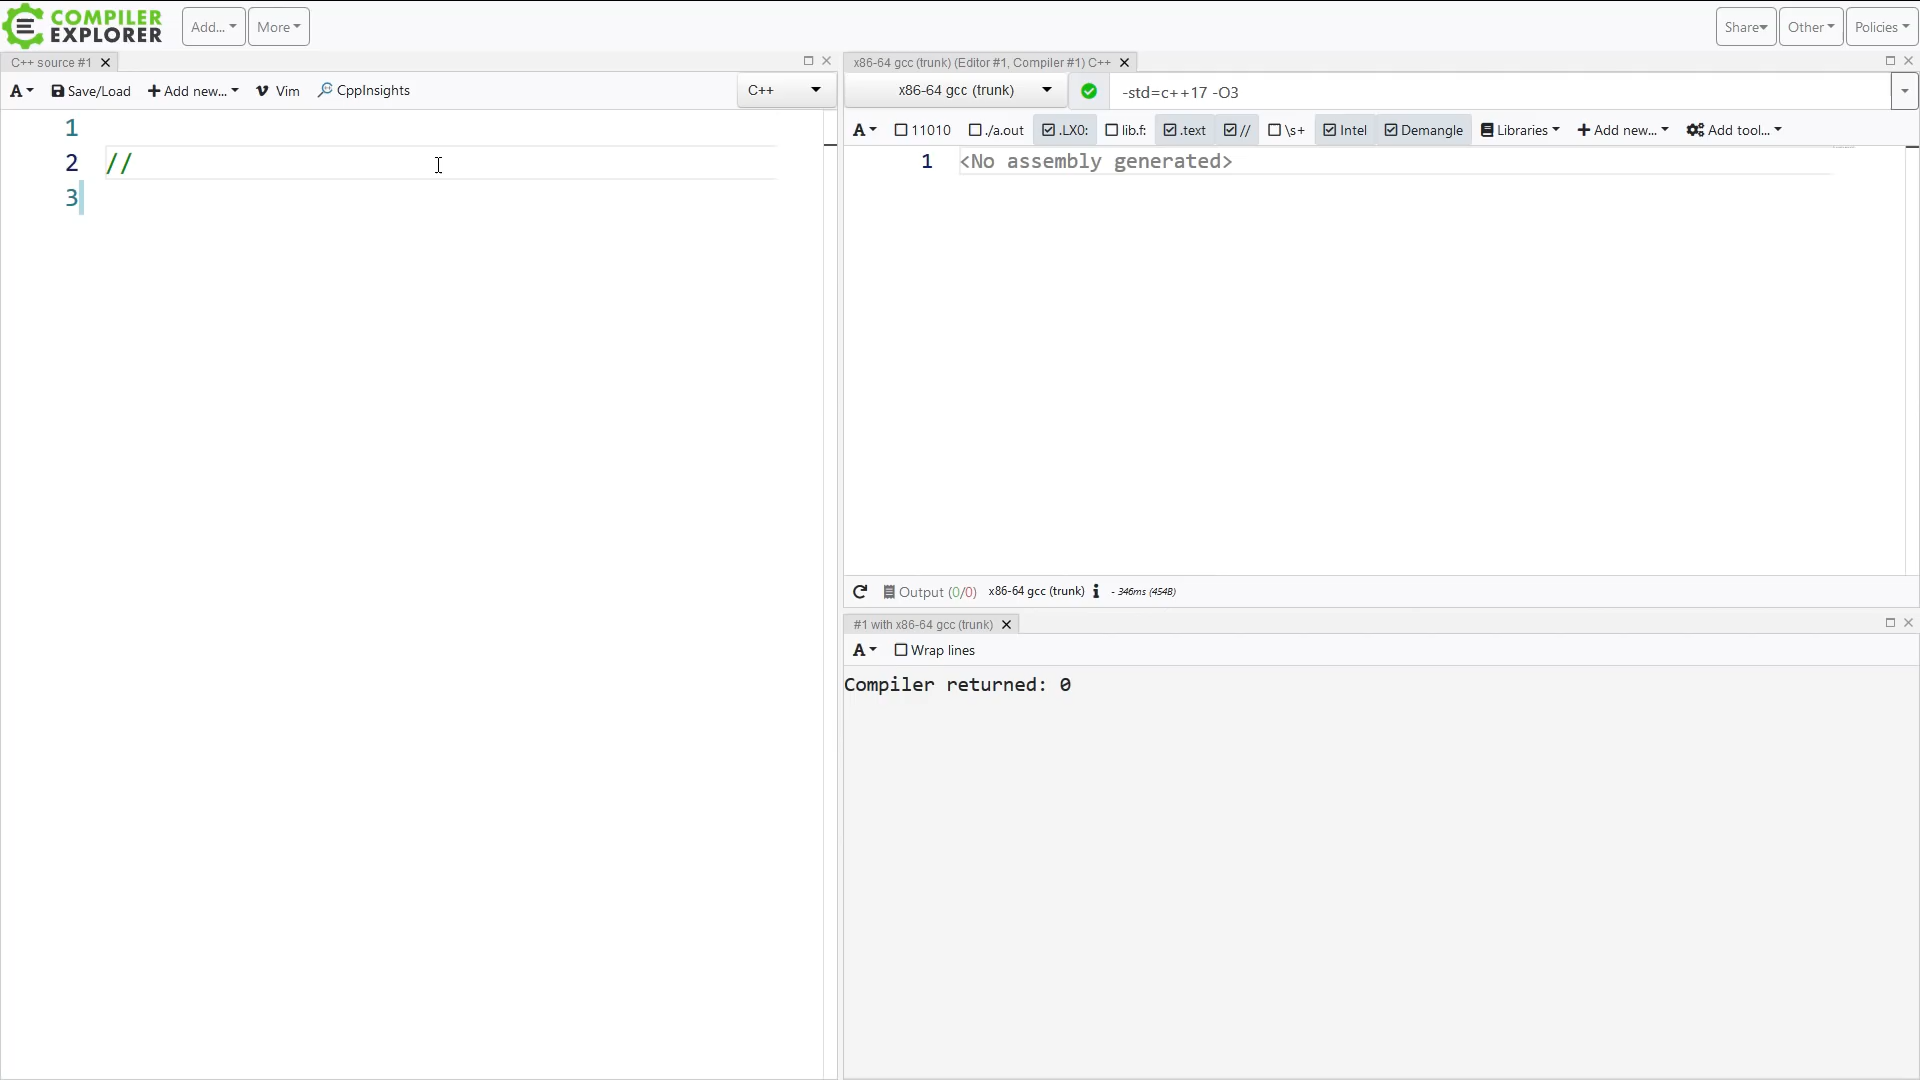 COMPILER
EXPLORER
Add...
More
Share
Other
Policies
C++ source #1
A
Save/Load
Add new...
Vim
CppInsights
C++
1
2 //
3
x86-64 gcc (trunk) (Editor #1, Compiler #1) C++
x86-64 gcc (trunk)
-std=c++17 -O3
A
11010
./a.out
.LX0:
lib.f:
.text
//
\s+
Intel
Demangle
Libraries
Add new...
Add tool...
1 <No assembly generated>
Output (0/0) x86-64 gcc (trunk) - 346ms (454B)
#1 with x86-64 gcc (trunk)
A
Wrap lines
Compiler returned: 0